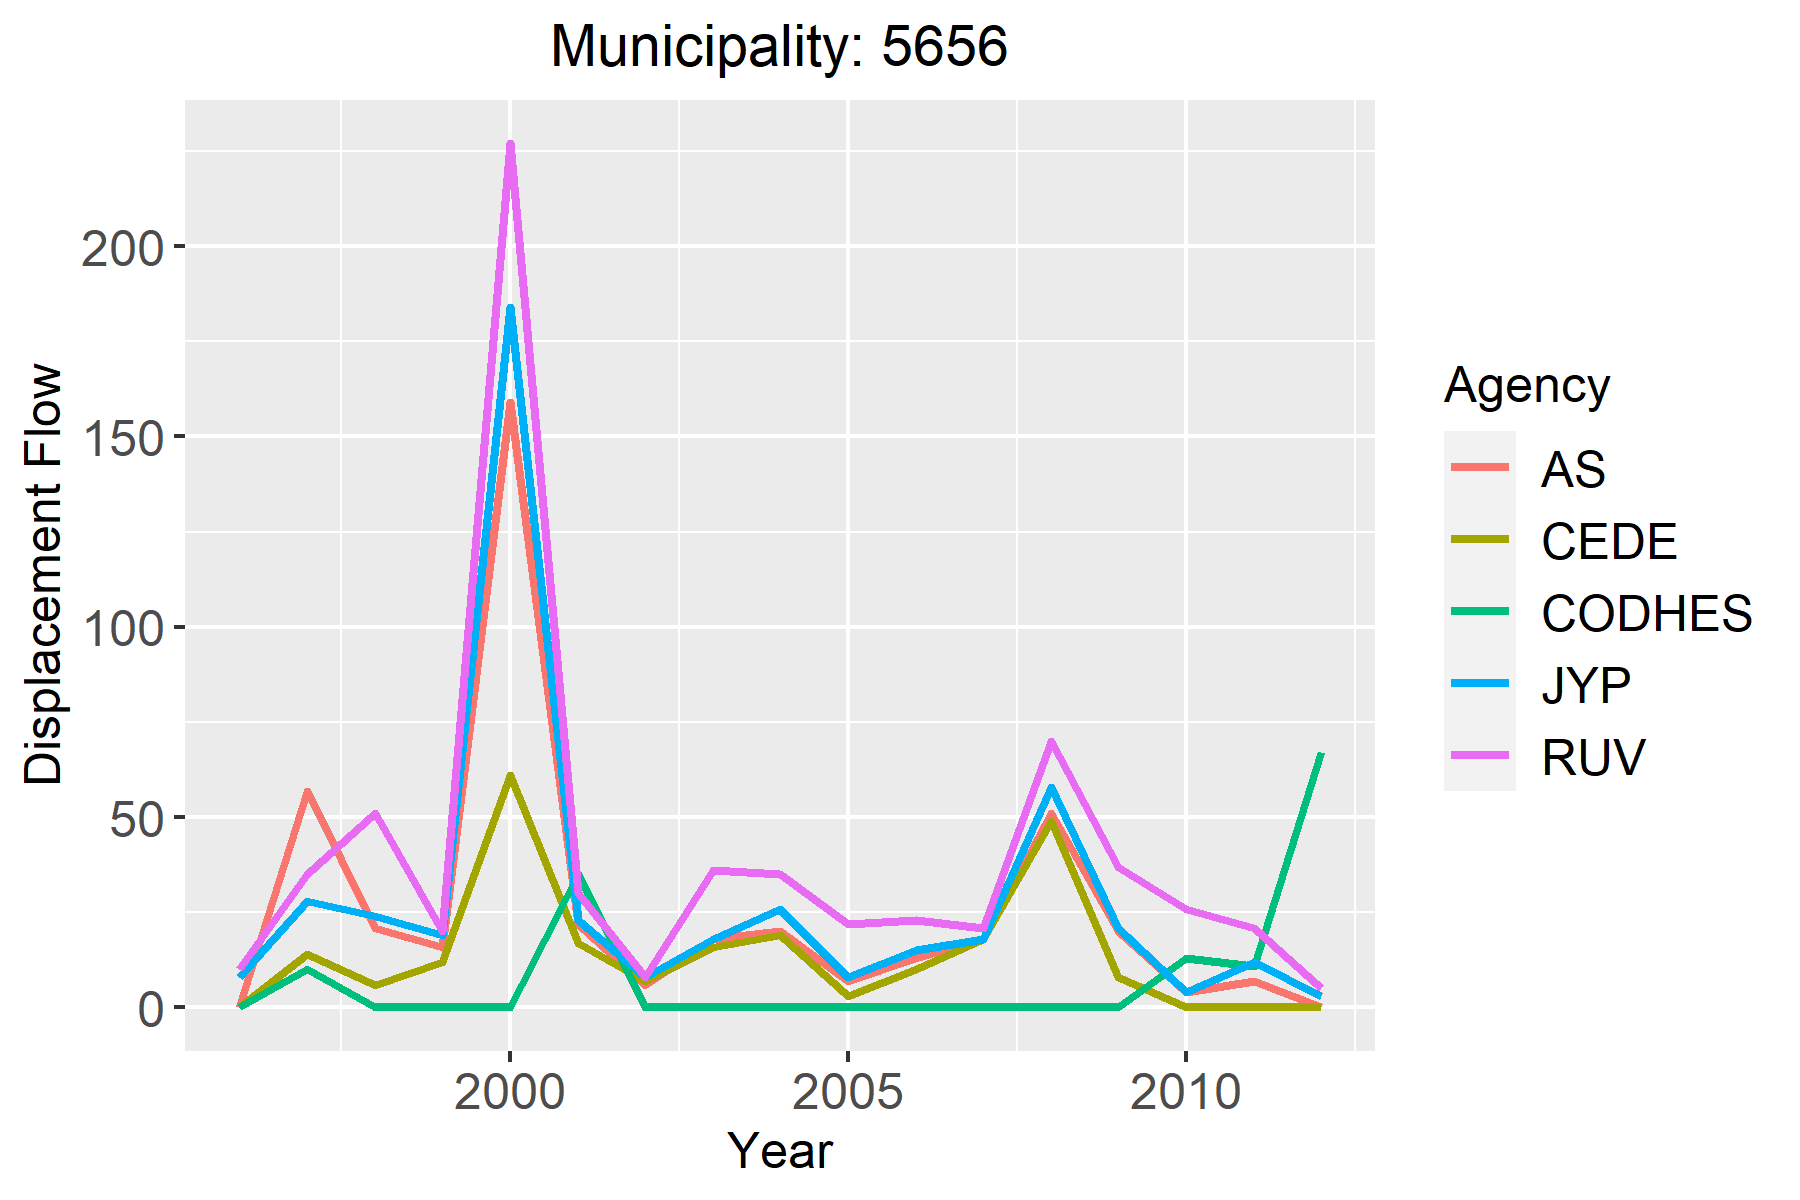 Municipality: 5656
Displacement Flow
200
150
100
50
0
2000 2005 2010
Year
Agency
AS
CEDE
CODHES
JYP
RUV